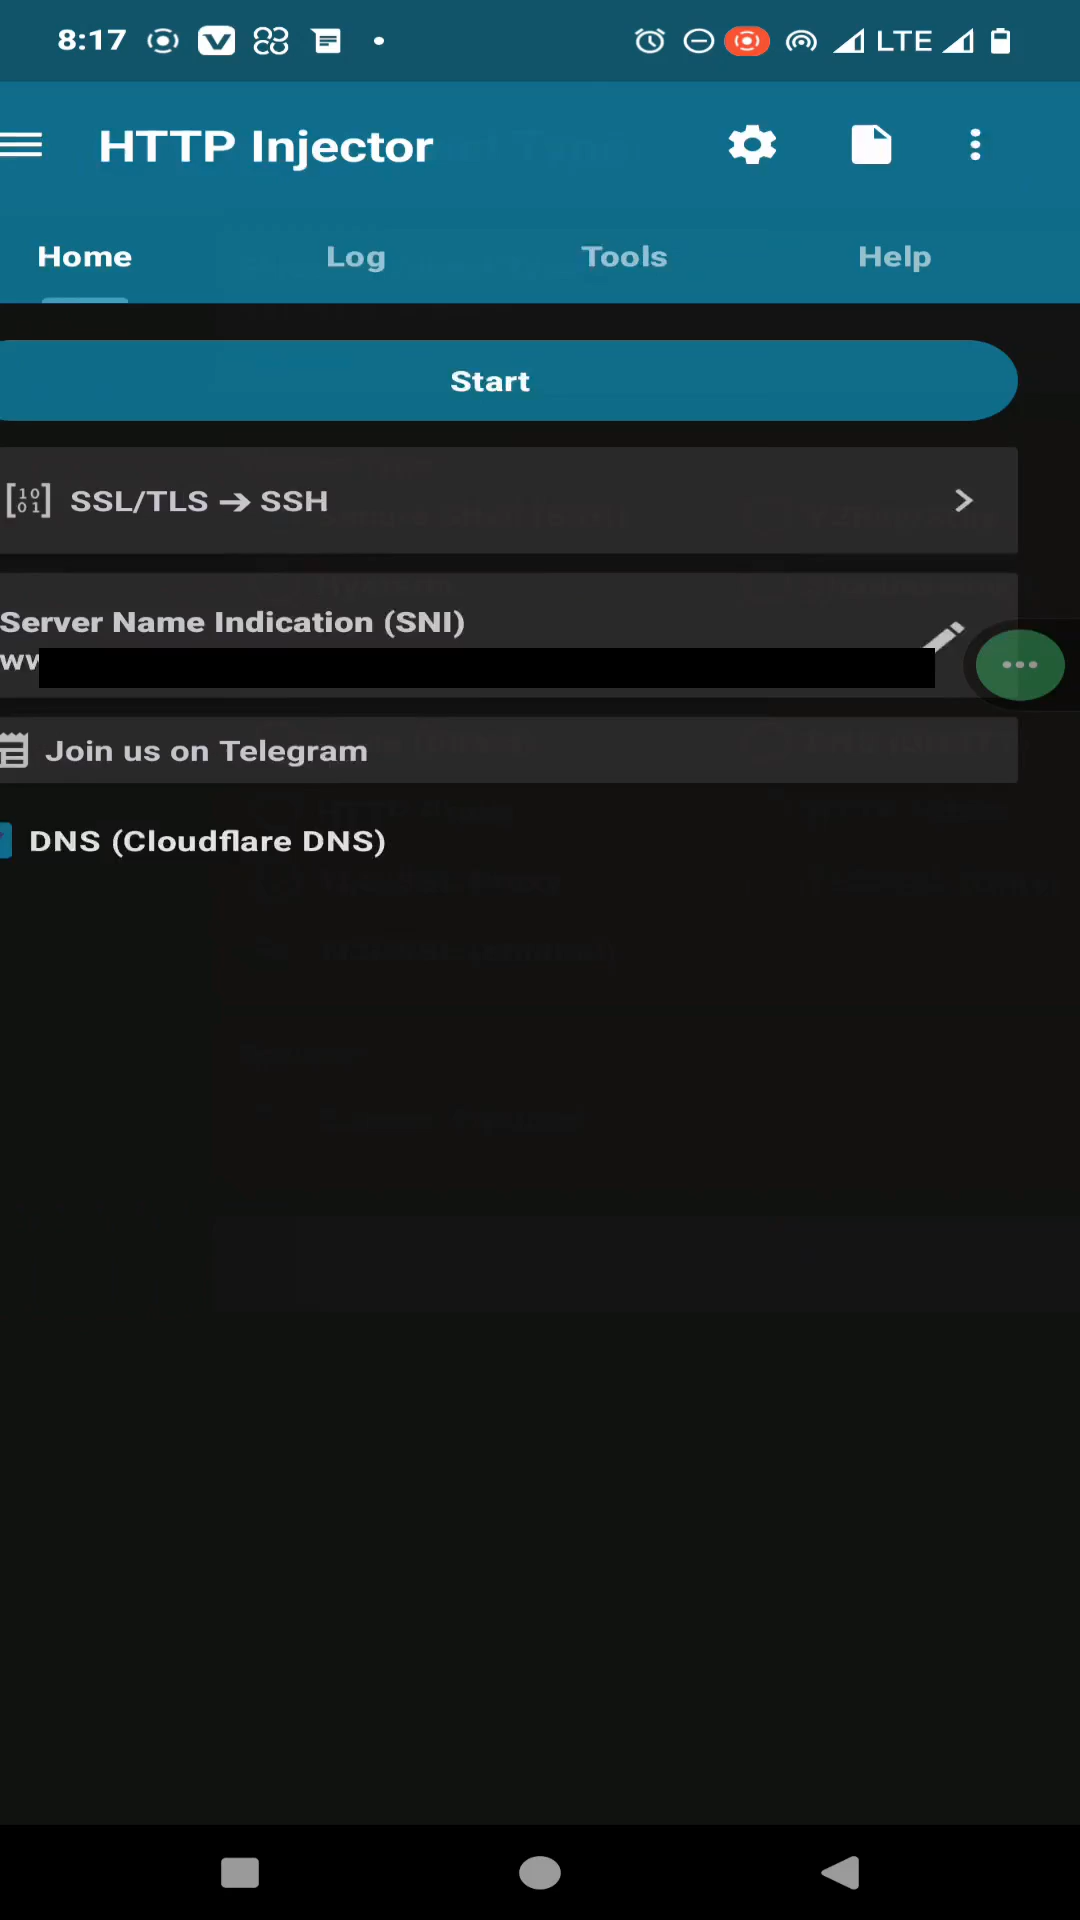 8:17
LTE
HTTP Injector
Home Log Tools Help
Start
SSL/TLS → SSH
Server Name Indication (SNI)
ww
Join us on Telegram
DNS (Cloudflare DNS)